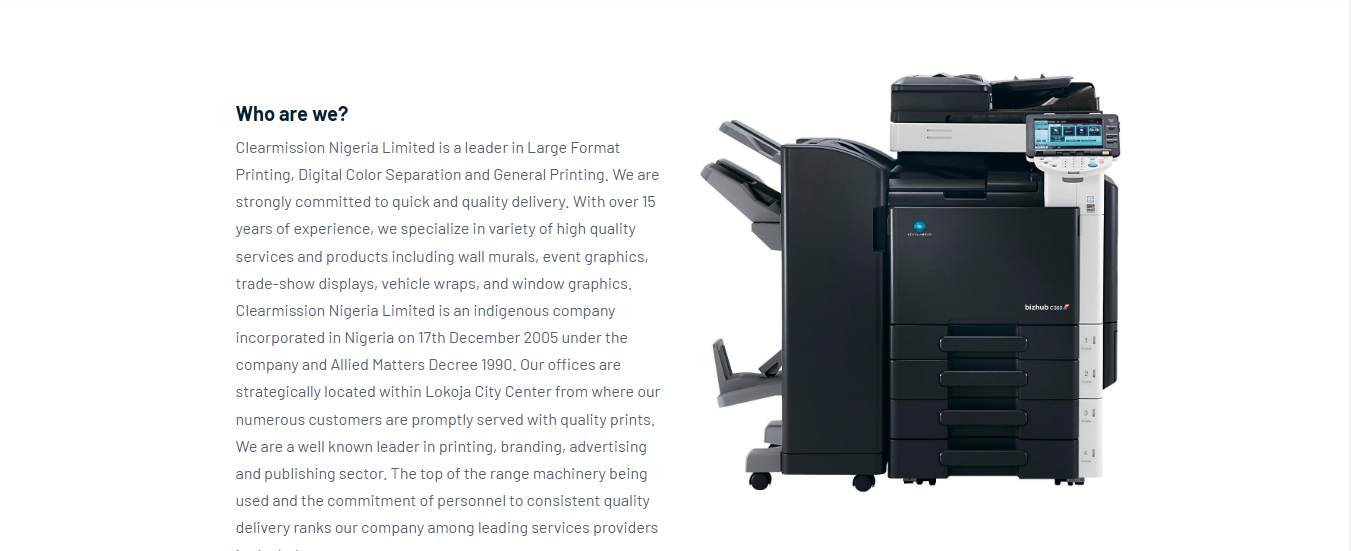 Who are we?
Clearmission Nigeria Limited is a leader in Large Format
Printing, Digital Color Separation and General Printing. We are
strongly committed to quick and quality delivery. With over 15
years of experience, we specialize in variety of high quality
services and products including wall murals, event graphics,
trade-show displays, vehicle wraps, and window graphics.
Clearmission Nigeria Limited is an indigenous company
incorporated in Nigeria on 17th December 2005 under the
company and Allied Matters Decree 1990. Our offices are
strategically located within Lokoja City Center from where our
numerous customers are promptly served with quality prints.
We are a well known leader in printing, branding, advertising
and publishing sector. The top of the range machinery being
used and the commitment of personnel to consistent quality
delivery ranks our company among leading services providers
bizhub C360
1
2
3
4